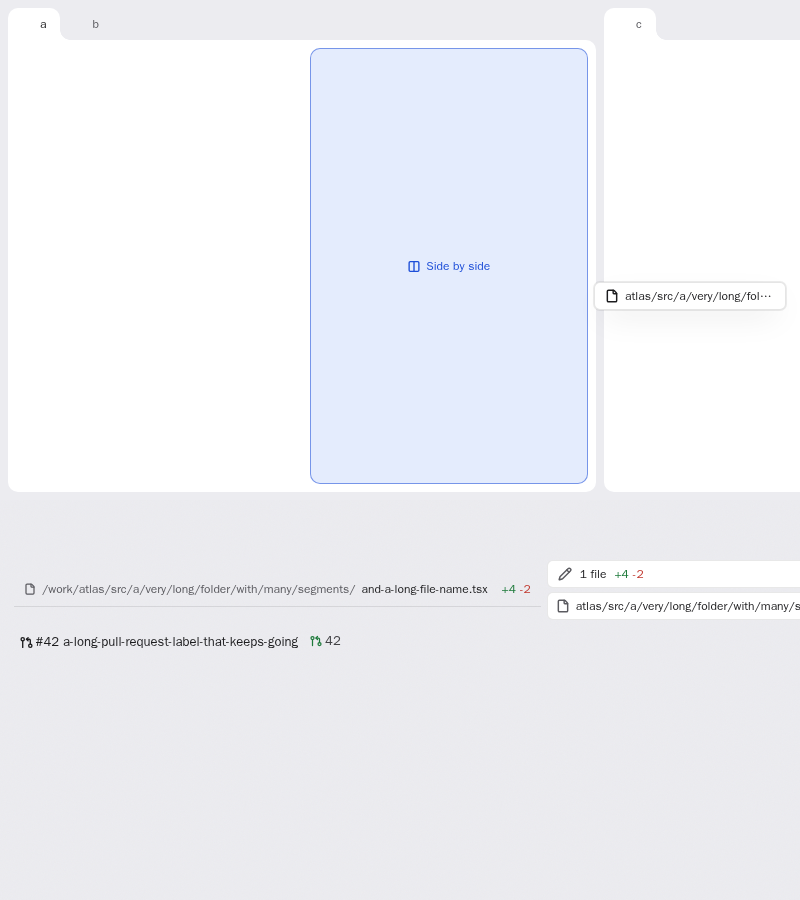 a
b
c
Side by side
atlas/src/a/very/long/fol⋯
1 file +4 -2
/work/atlas/src/a/very/long/folder/with/many/segments/ and-a-long-file-name.tsx +4 -2
atlas/src/a/very/long/folder/with/many/s
#42 a-long-pull-request-label-that-keeps-going 42